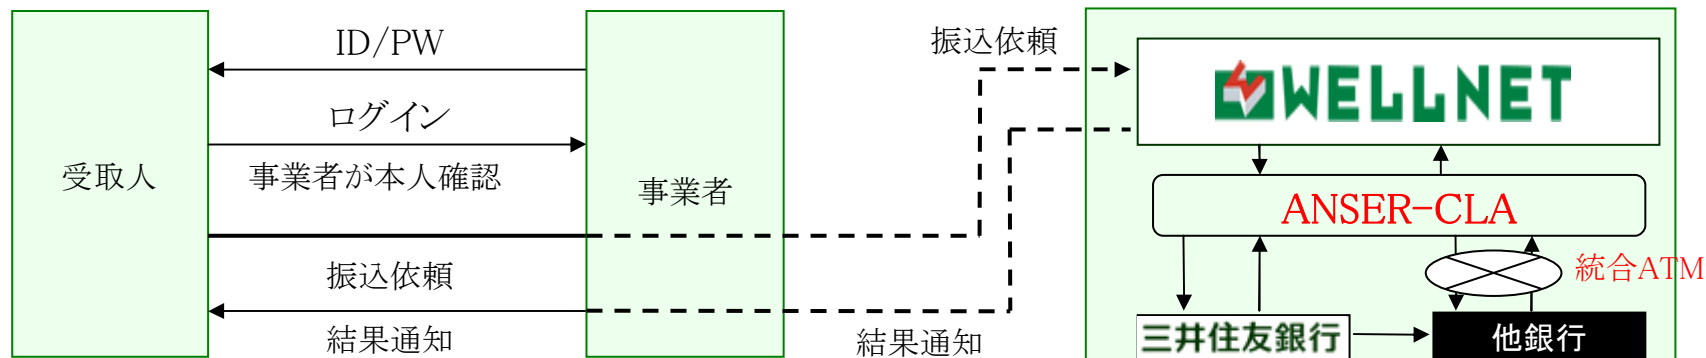 ID/PW
ログイン
事業者が本人確認
受取人
事業者
振込依頼
結果通知
振込依頼
結果通知
WELLNET
ANSER-CLA
統合ATM
三井住友銀行
他銀行